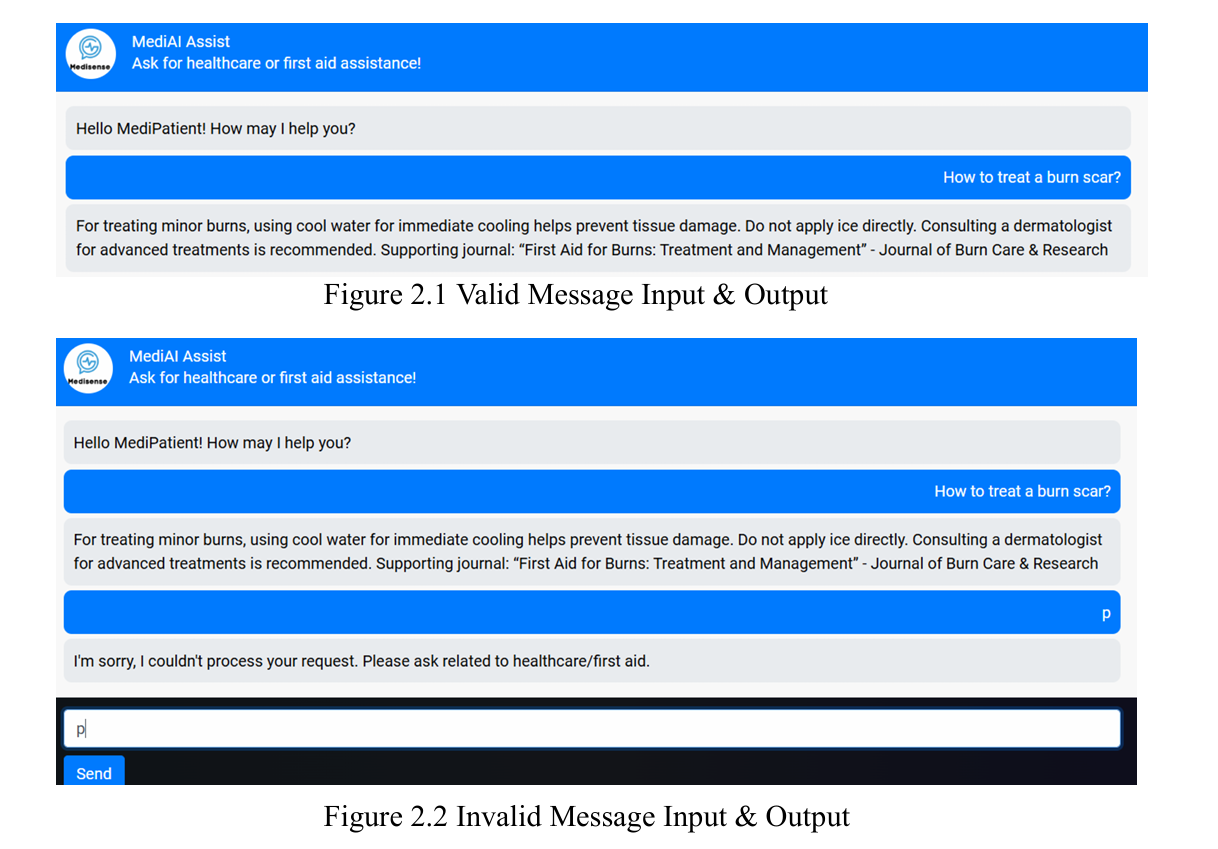 MediAI Assist
Medisense
Ask for healthcare or first aid assistance!
Hello MediPatient! How may I help you?
How to treat a burn scar?
For treating minor burns, using cool water for immediate cooling helps prevent tissue damage. Do not apply ice directly. Consulting a dermatologist
for advanced treatments is recommended. Supporting journal: “First Aid for Burns: Treatment and Management” - Journal of Burn Care & Research
Figure 2.1 Valid Message Input & Output
MediAI Assist
Medisense
Ask for healthcare or first aid assistance!
Hello MediPatient! How may I help you?
How to treat a burn scar?
For treating minor burns, using cool water for immediate cooling helps prevent tissue damage. Do not apply ice directly. Consulting a dermatologist
for advanced treatments is recommended. Supporting journal: “First Aid for Burns: Treatment and Management” - Journal of Burn Care & Research
p
I'm sorry, I couldn't process your request. Please ask related to healthcare/first aid.
p
Send
Figure 2.2 Invalid Message Input & Output